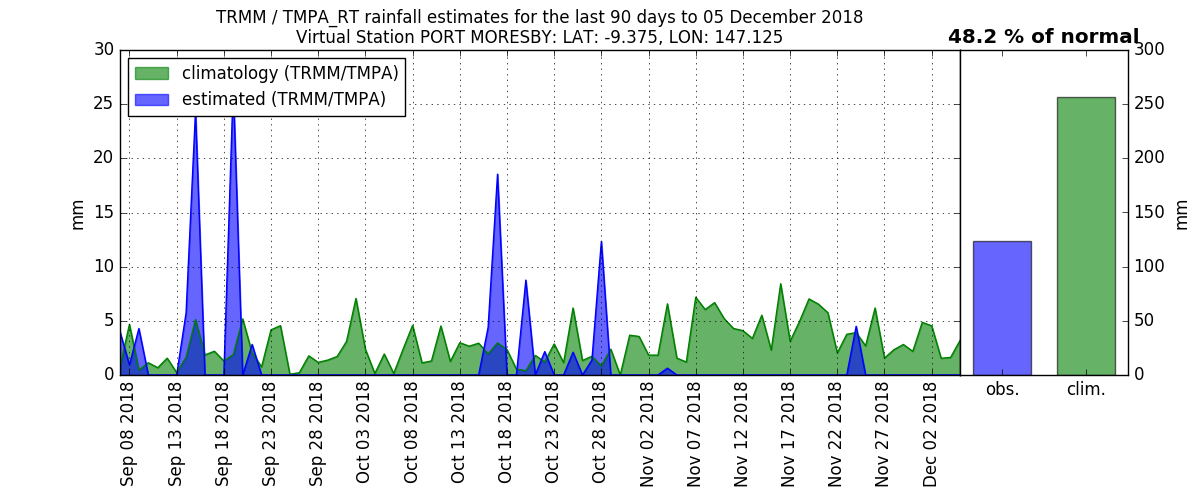 TRMM / TMPA_RT rainfall estimates for the last 90 days to 05 December 2018
Virtual Station PORT MORESBY: LAT: -9.375, LON: 147.125
48.2 % of normal
climatology (TRMM/TMPA)
estimated (TRMM/TMPA)
30
25
20
15
10
5
0
mm
Sep 08 2018
Sep 13 2018
Sep 18 2018
Sep 23 2018
Sep 28 2018
Oct 03 2018
Oct 08 2018
Oct 13 2018
Oct 18 2018
Oct 23 2018
Oct 28 2018
Nov 02 2018
Nov 07 2018
Nov 12 2018
Nov 17 2018
Nov 22 2018
Nov 27 2018
Dec 02 2018
obs.
clim.
300
250
200
150
100
50
0
mm